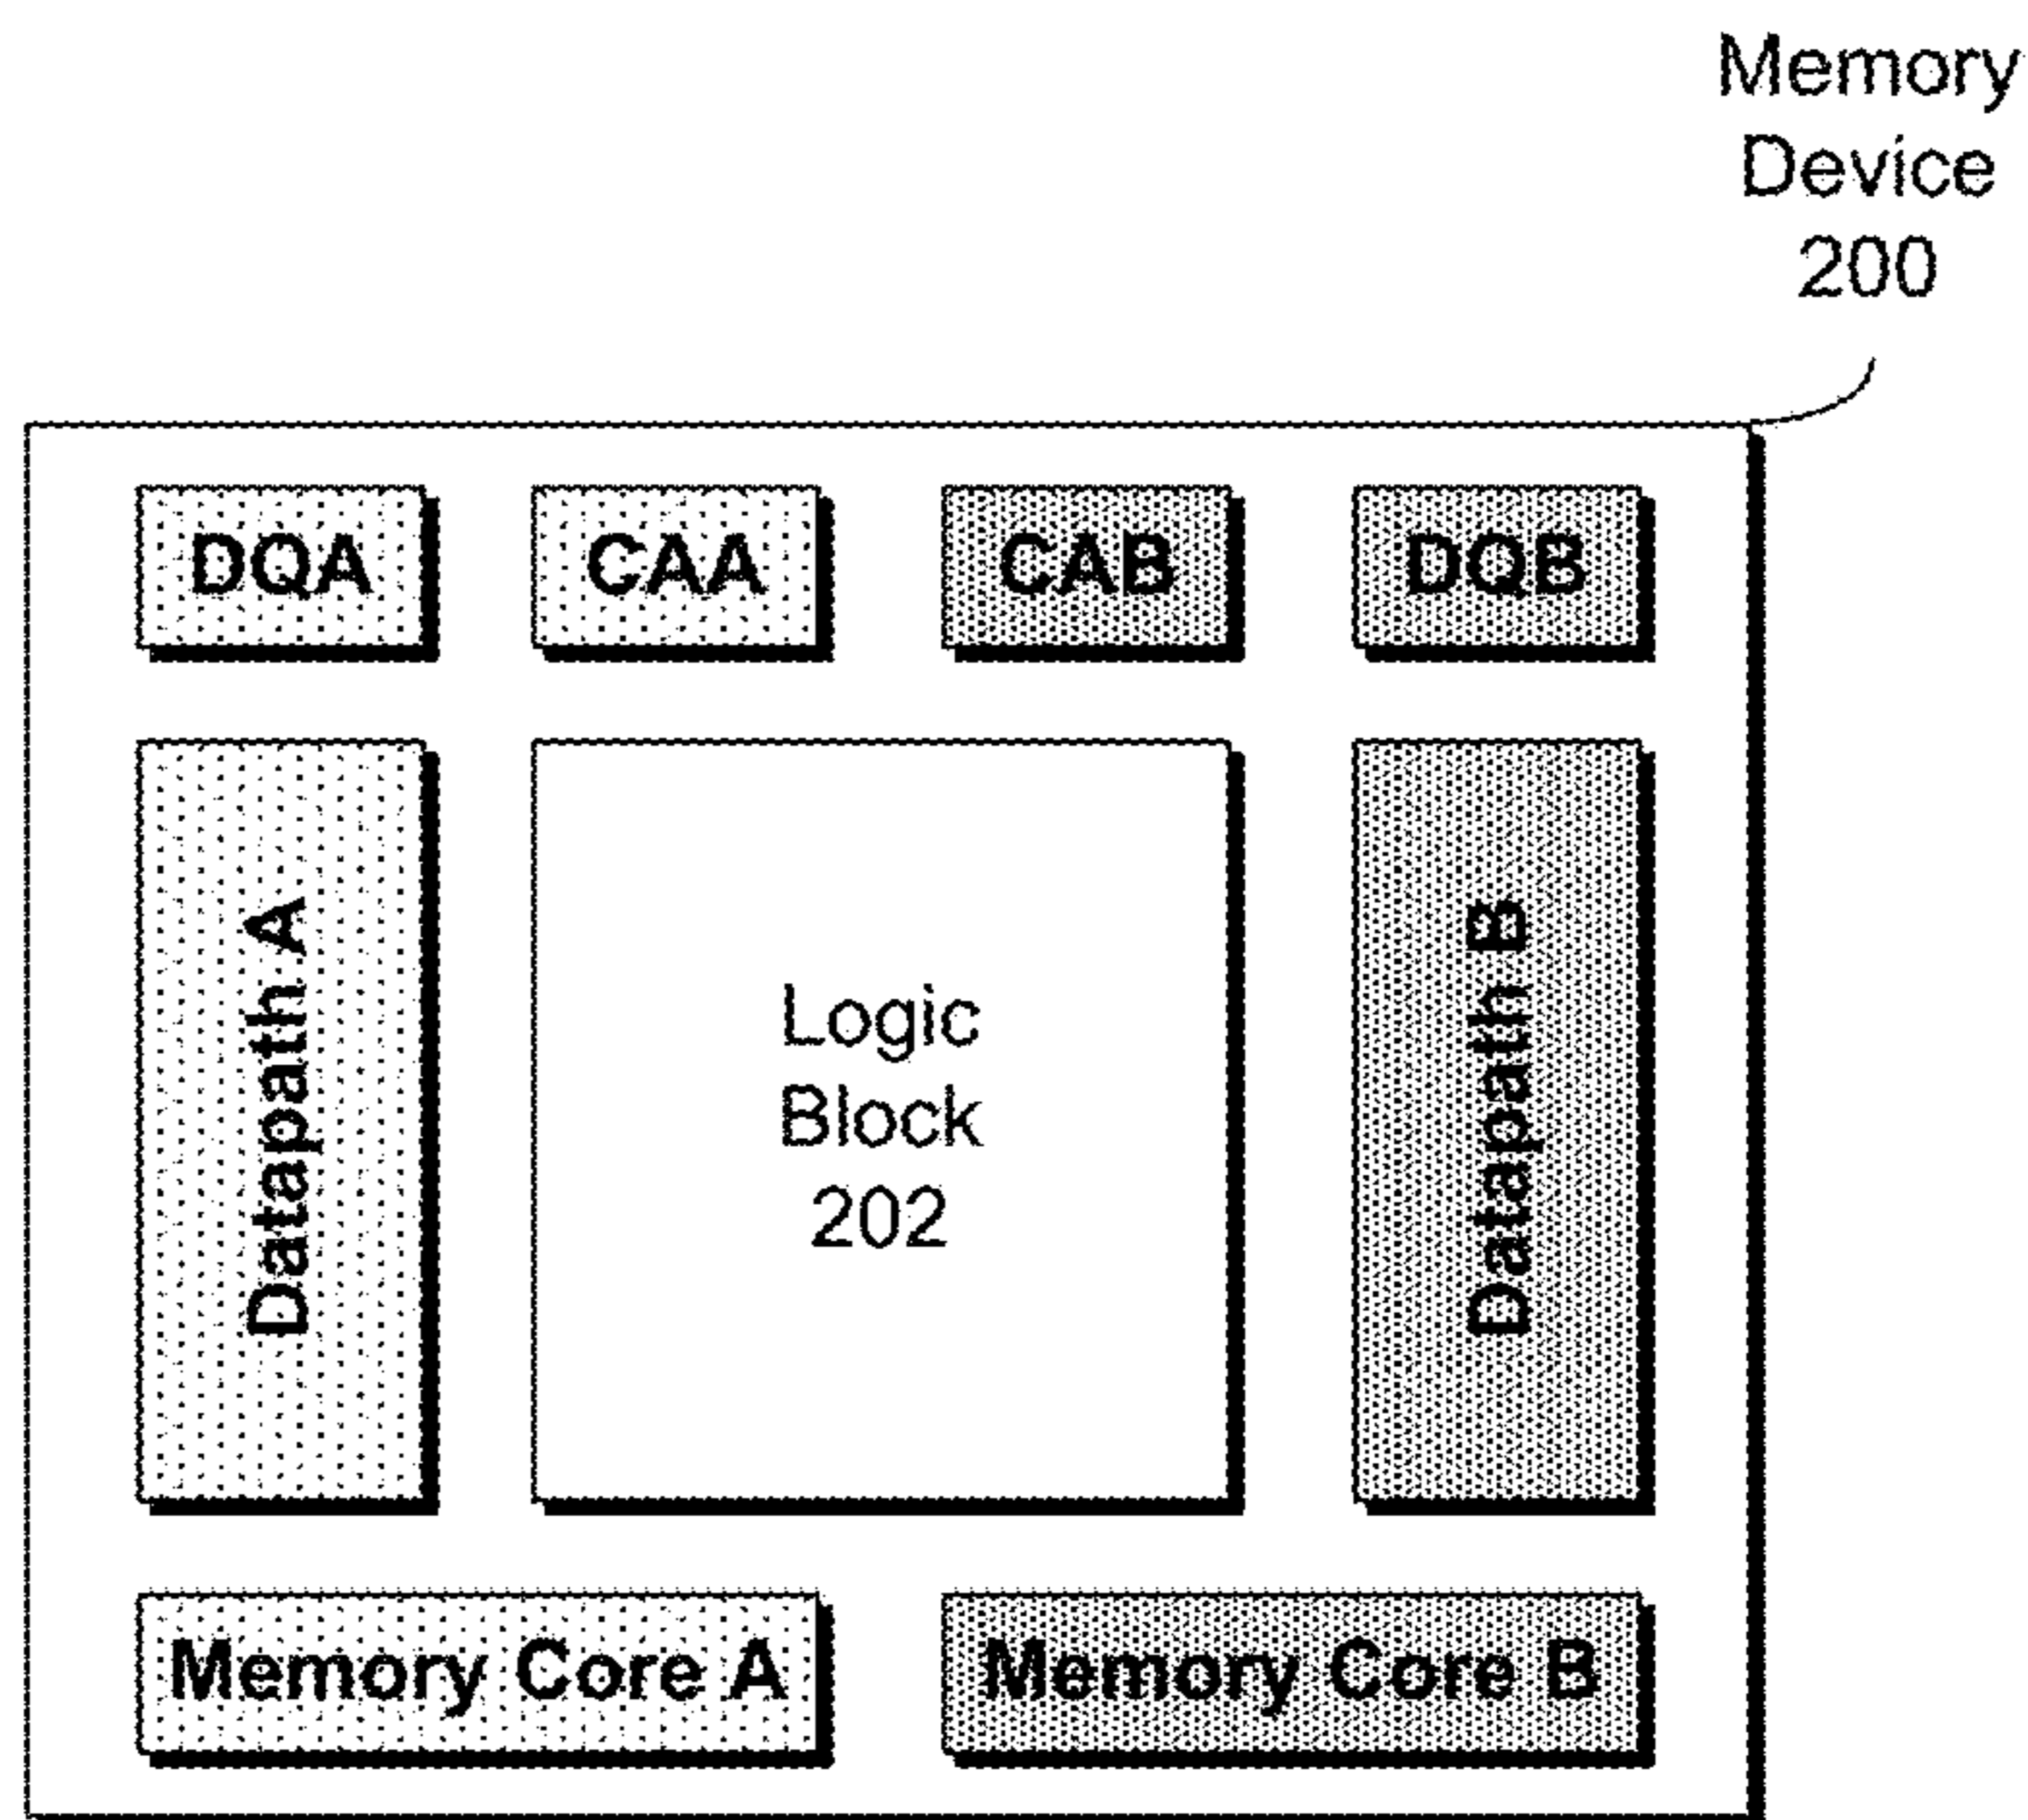 Memory
Device
200
DQA
CAA
CAB
DQB
Datapath A
Logic
Block
202
Datapath B
Memory Core A
Memory Core B